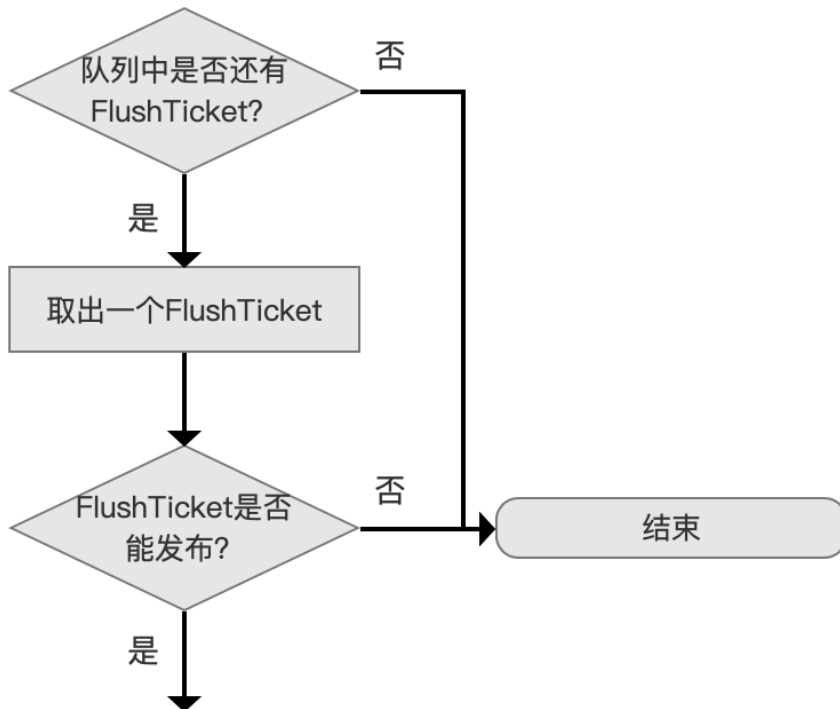 队列中是否还有
FlushTicket?
否
是
取出一个FlushTicket
FlushTicket是否
能发布?
否
结束
是